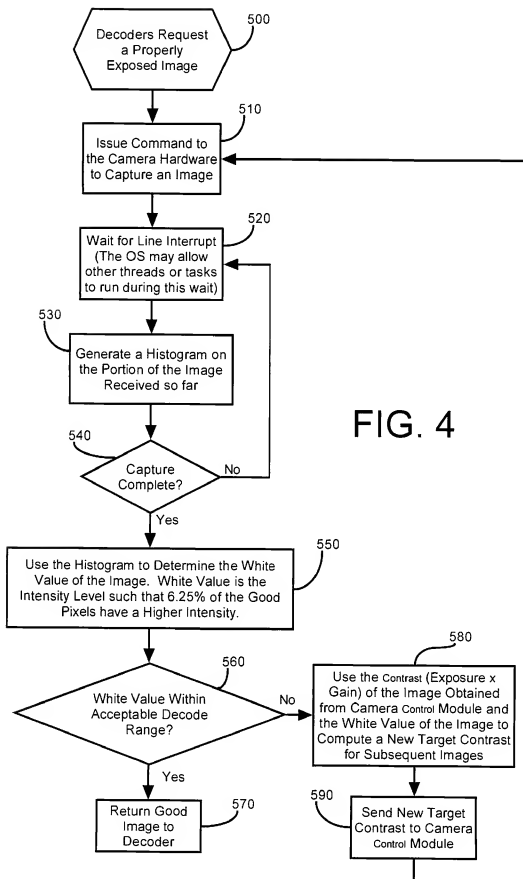 500
Decoders Request
a Properly
Exposed Image
510
Issue Command to
the Camera Hardware
to Capture an Image
520
Wait for Line Interrupt
(The OS may allow
other threads or tasks
to run during this wait)
530
Generate a Histogram on
the Portion of the Image
Received so far
FIG. 4
540
Capture
Complete?
No
Yes
550
Use the Histogram to Determine the White
Value of the Image. White Value is the
Intensity Level such that 6.25% of the Good
Pixels have a Higher Intensity.
560
White Value Within
Acceptable Decode
Range?
No
Yes
580
Use the Contrast (Exposure x
Gain) of the Image Obtained
from Camera Control Module and
the White Value of the Image to
Compute a New Target Contrast
for Subsequent Images
570
Return Good
Image to
Decoder
590
Send New Target
Contrast to Camera
Control Module